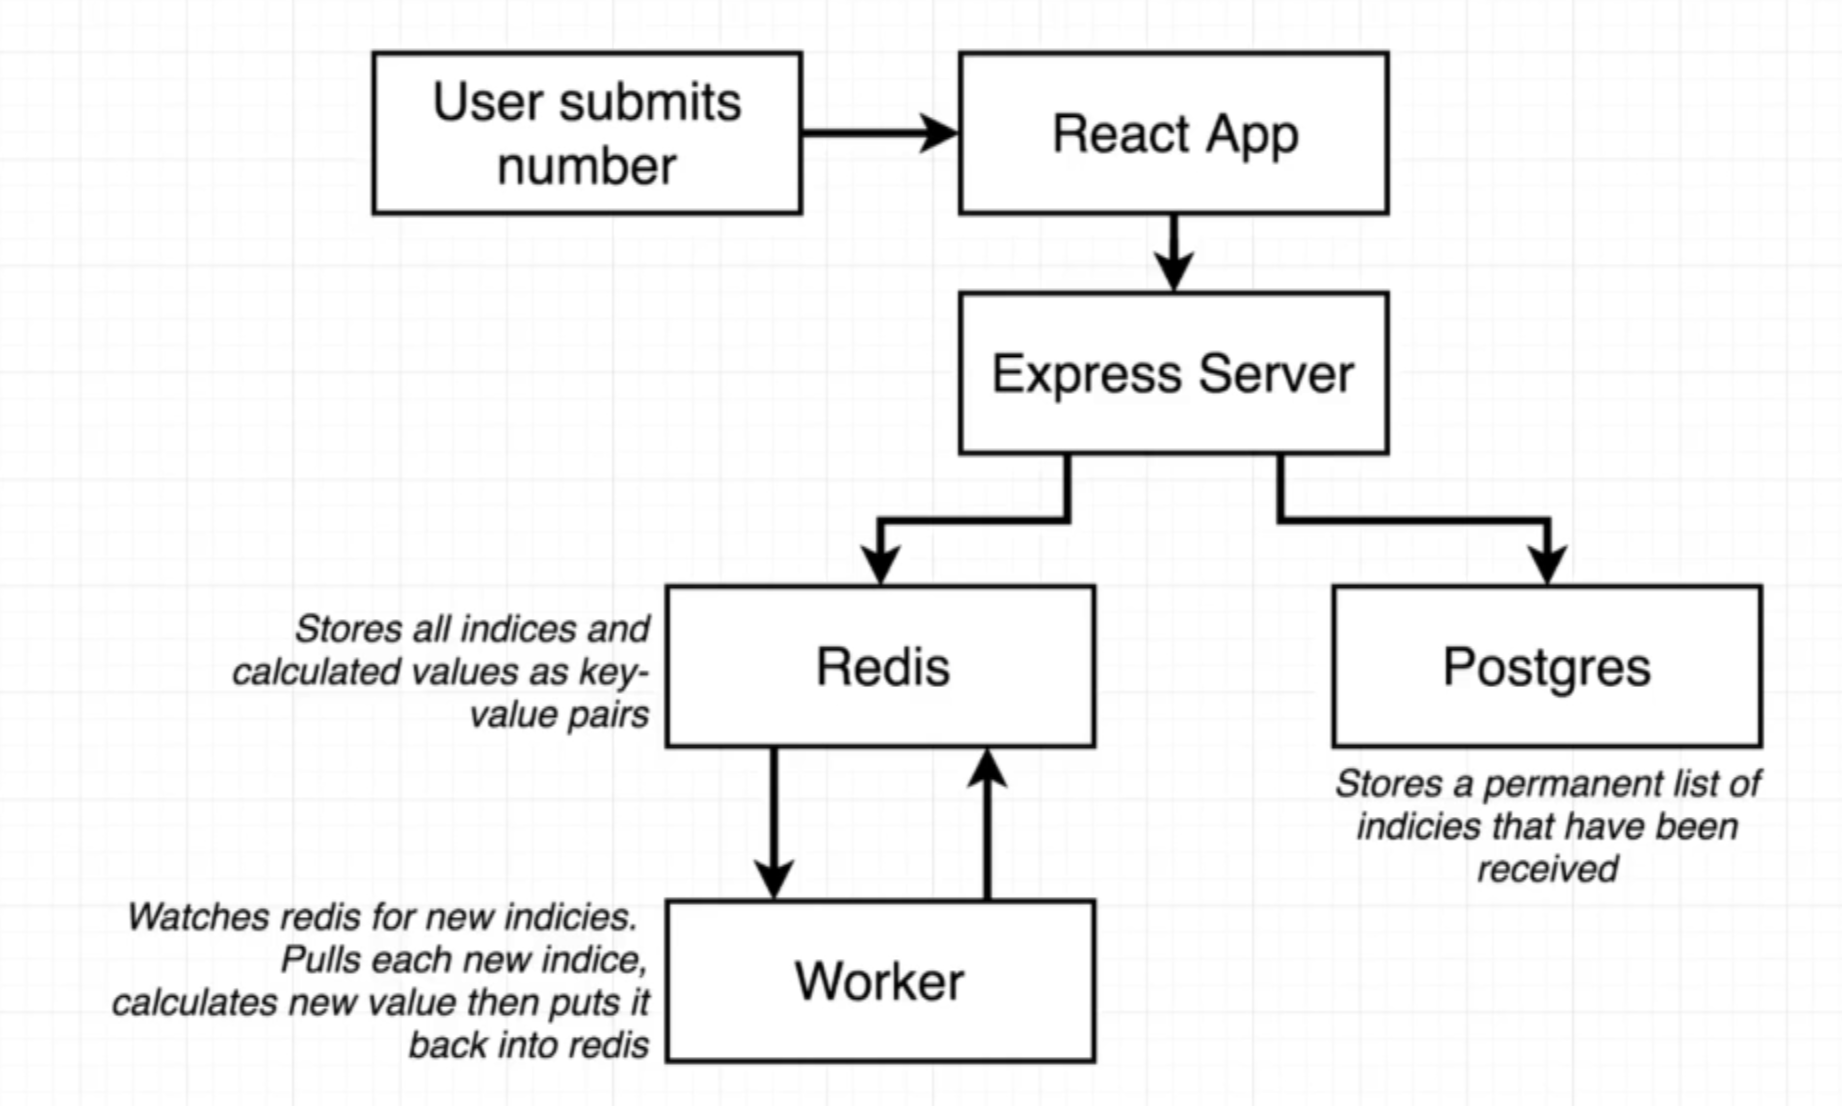 User submits
number
React App
Express Server
Stores all indices and
calculated values as key-
value pairs
Redis
Postgres
Stores a permanent list of
indicies that have been
received
Watches redis for new indicies.
Pulls each new indice,
calculates new value then puts it
back into redis
Worker